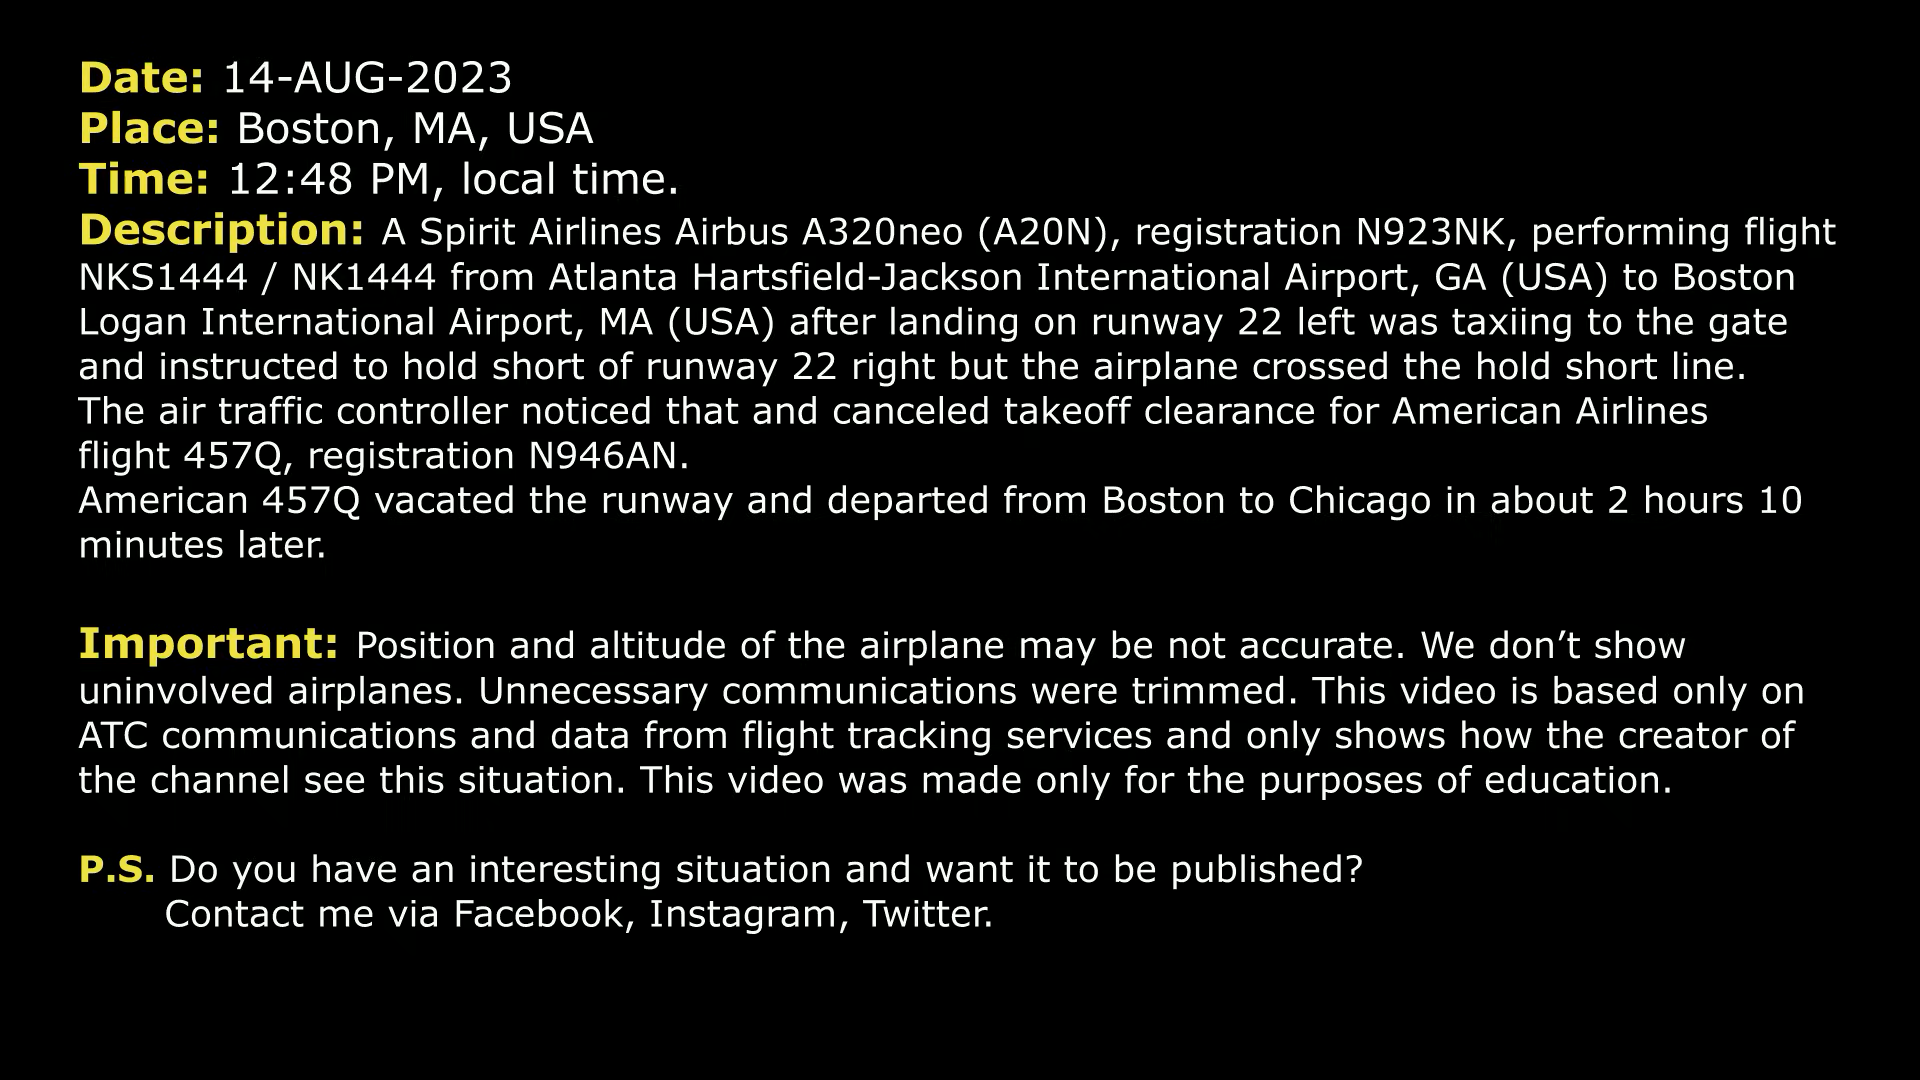 Date: 14-AUG-2023
Place: Boston, MA, USA
Time: 12:48 PM, local time.
Description: A Spirit Airlines Airbus A320neo (A20N), registration N923NK, performing flight
NKS1444 / NK1444 from Atlanta Hartsfield-Jackson International Airport, GA (USA) to Boston
Logan International Airport, MA (USA) after landing on runway 22 left was taxiing to the gate
and instructed to hold short of runway 22 right but the airplane crossed the hold short line.
The air traffic controller noticed that and canceled takeoff clearance for American Airlines
flight 457Q, registration N946AN.
American 457Q vacated the runway and departed from Boston to Chicago in about 2 hours 10
minutes later.
Important: Position and altitude of the airplane may be not accurate. We don’t show
uninvolved airplanes. Unnecessary communications were trimmed. This video is based only on
ATC communications and data from flight tracking services and only shows how the creator of
the channel see this situation. This video was made only for the purposes of education.
P.S. Do you have an interesting situation and want it to be published?
Contact me via Facebook, Instagram, Twitter.